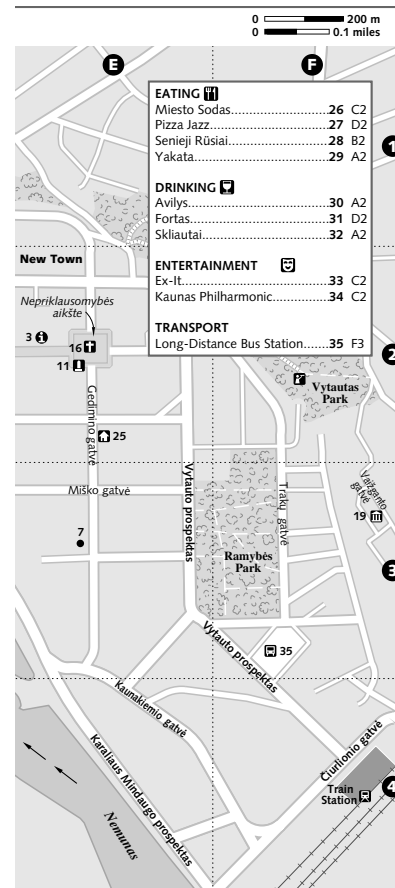 0 200 m
0 0.1 miles
E
F
EATING
Miesto Sodas..............................26 C2
Pizza Jazz..................................27 D2
Senieji Rūsiai.............................28 B2
Yakata.......................................29 A2
1
DRINKING
Avilys........................................30 A2
Fortas........................................31 D2
Skliautai....................................32 A2
New Town
ENTERTAINMENT
Ex-It..........................................33 C2
Kaunas Philharmonic..................34 C2
Nepriklausomybės
aikšte
TRANSPORT
Long-Distance Bus Station.......35 F3
3
16
11
2
Vytautas
Park
Gedimino gatvė
25
Vytauto prospektas
Miško gatvė
Trakų gatvė
Vaižganto
gatvė
19
7
Ramybės
Park
3
Vytauto prospektas
35
Kaunakiemio gatvė
Karaliaus Mindaugo prospektas
Čiurlionio gatvė
Train
Station
4
Nemunas